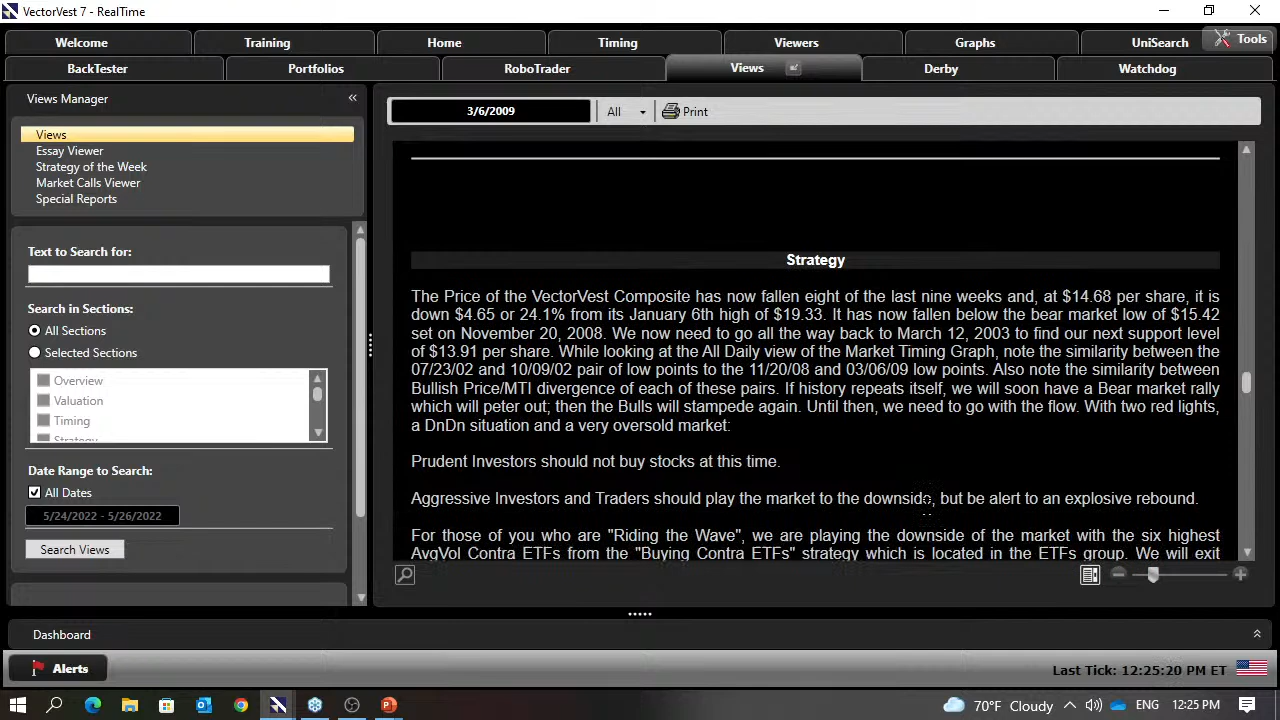 VectorVest 7 - RealTime
Welcome
Training
Home
Timing
Viewers
Graphs
UniSearch
Tools
BackTester
Portfolios
RoboTrader
Views
Derby
Watchdog
Views Manager
Views
Essay Viewer
Strategy of the Week
Market Calls Viewer
Special Reports
Text to Search for:
Search in Sections:
All Sections
Selected Sections
Overview
Valuation
Timing
Strategy
Date Range to Search:
All Dates
5/24/2022 - 5/26/2022
Search Views
3/6/2009
All
Print
Strategy
The Price of the VectorVest Composite has now fallen eight of the last nine weeks and, at $14.68 per share, it is
down $4.65 or 24.1% from its January 6th high of $19.33. It has now fallen below the bear market low of $15.42
set on November 20, 2008. We now need to go all the way back to March 12, 2003 to find our next support level
of $13.91 per share. While looking at the All Daily view of the Market Timing Graph, note the similarity between the
07/23/02 and 10/09/02 pair of low points to the 11/20/08 and 03/06/09 low points. Also note the similarity between
Bullish Price/MTI divergence of each of these pairs. If history repeats itself, we will soon have a Bear market rally
which will peter out; then the Bulls will stampede again. Until then, we need to go with the flow. With two red lights,
a DnDn situation and a very oversold market:
Prudent Investors should not buy stocks at this time.
Aggressive Investors and Traders should play the market to the downside, but be alert to an explosive rebound.
For those of you who are "Riding the Wave", we are playing the downside of the market with the six highest
AvgVol Contra ETFs from the "Buying Contra ETFs" strategy which is located in the ETFs group. We will exit
Dashboard
Alerts
Last Tick: 12:25:20 PM ET
70°F Cloudy
ENG
12:25 PM